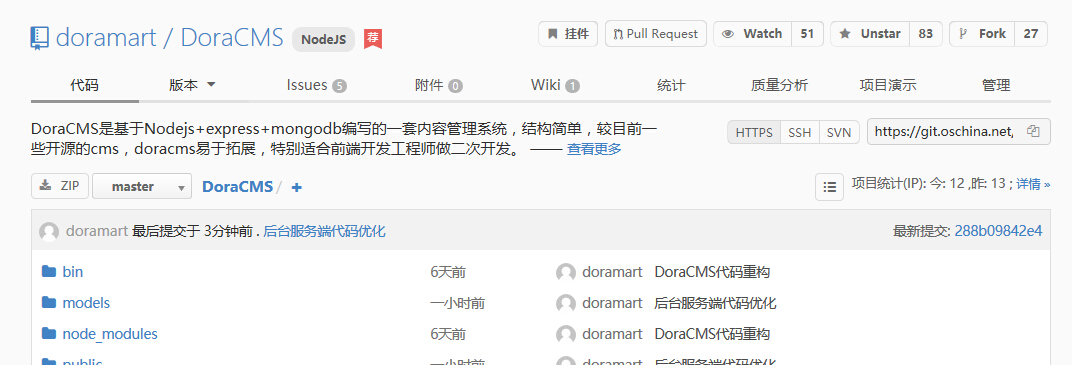 doramart / DoraCMS NodeJS 荐 挂件 Pull Request Watch 51 Unstar 83 Fork 27
代码 版本 Issues 5 附件 0 Wiki 1 统计 质量分析 项目演示 管理
DoraCMS是基于Nodejs+express+mongodb编写的一套内容管理系统，结构简单，较目前一
些开源的cms，doracms易于拓展，特别适合前端开发工程师做二次开发。 —— 查看更多
HTTPS SSH SVN https://git.oschina.net,
ZIP master DoraCMS / + 项目统计(IP): 今: 12 ,昨: 13 ; 详情 »
doramart 最后提交于 3分钟前 . 后台服务端代码优化 最新提交: 288b09842e4
bin 6天前 doramart DoraCMS代码重构
models 一小时前 doramart 后台服务端代码优化
node_modules 6天前 doramart DoraCMS代码重构
public 一小时前 doramart 后台服务端代码优化